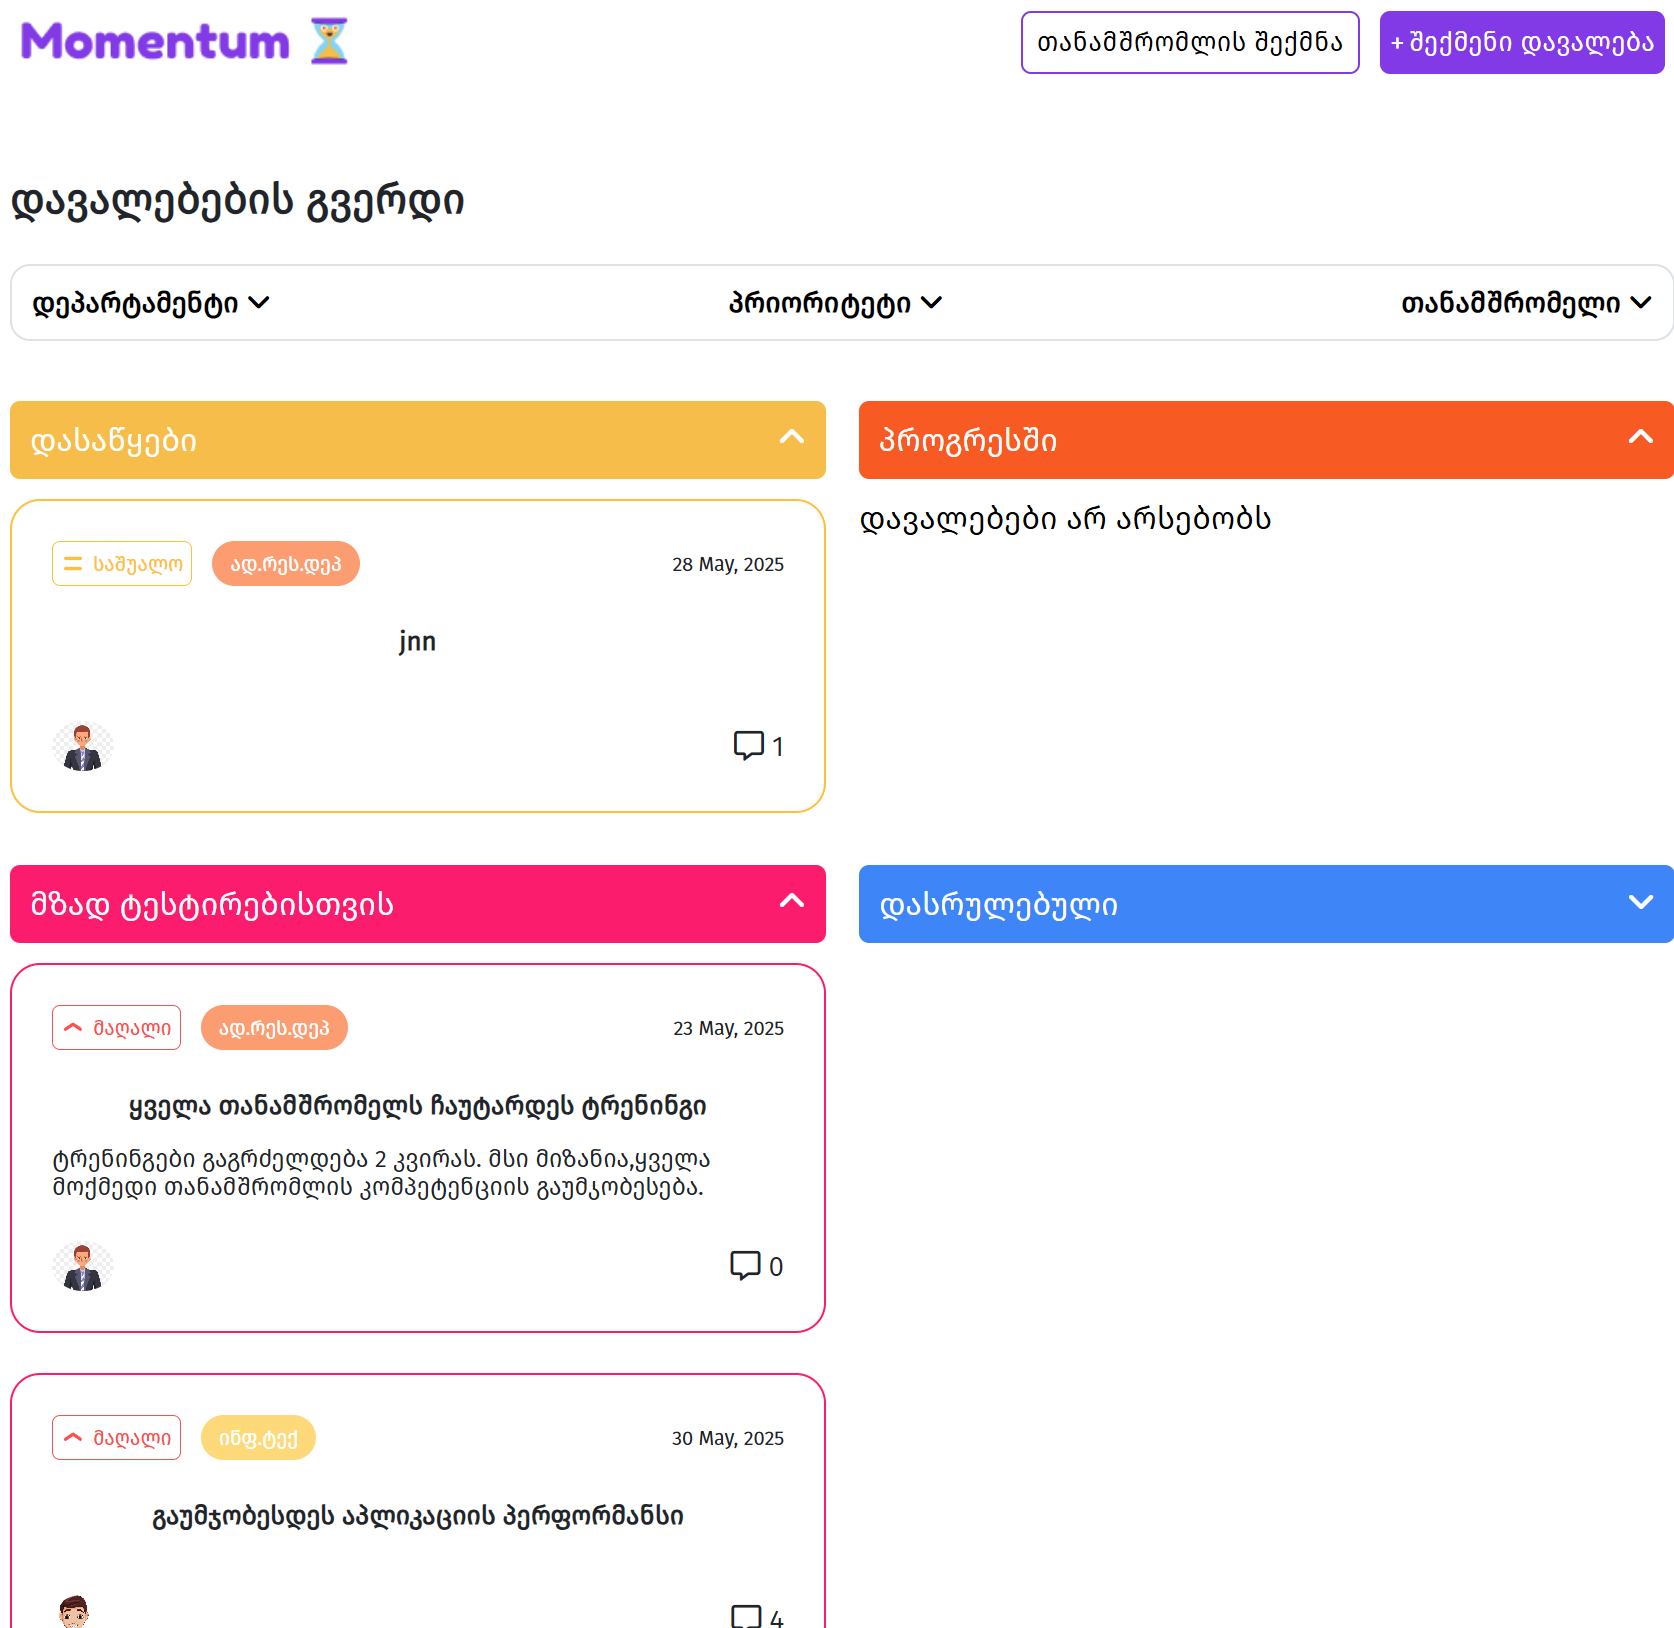 Momentum
თანამშრომლის შექმნა
+ შექმენი დავალება
დავალებების გვერდი
დეპარტამენტი
პრიორიტეტი
თანამშრომელი
დასაწყები
პროგრესში
საშუალო
ად.რეს.დეპ
28 May, 2025
jnn
1
დავალებები არ არსებობს
მზად ტესტირებისთვის
დასრულებული
მაღალი
ად.რეს.დეპ
23 May, 2025
ყველა თანამშრომელს ჩაუტარდეს ტრენინგი
ტრენინგები გაგრძელდება 2 კვირას. მსი მიზანია,ყველა
მოქმედი თანამშრომლის კომპეტენციის გაუმჯობესება.
0
მაღალი
ინფ.ტექ
30 May, 2025
გაუმჯობესდეს აპლიკაციის პერფორმანსი
4